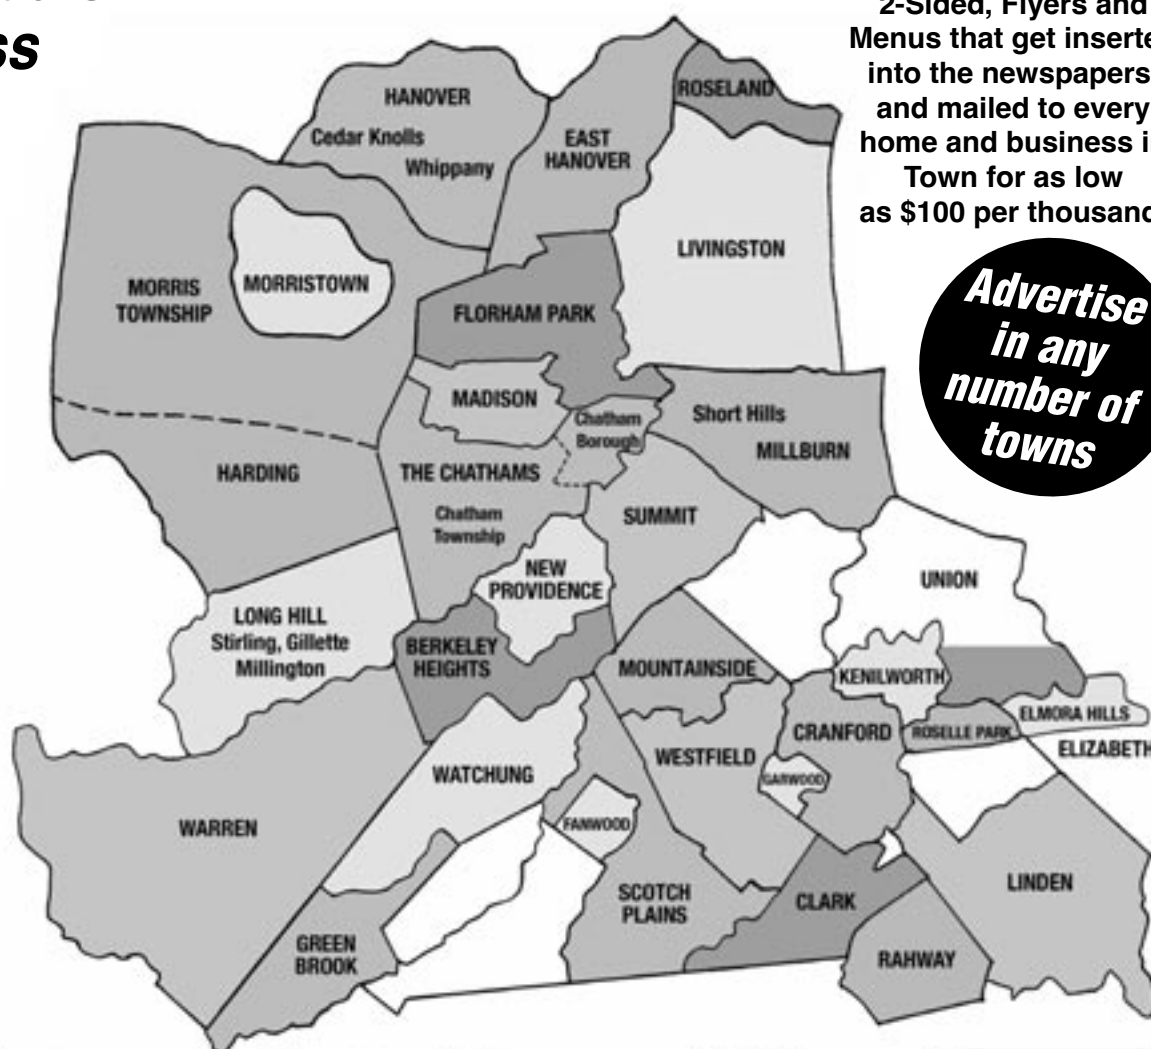 2-Sided, Flyers and
Menus that get inserte
into the newspapers
and mailed to every
home and business i
Town for as low
as $100 per thousand
Advertise
in any
number of
towns
HANOVER
Cedar Knolls
Whippany
EAST
HANOVER
ROSELAND
LIVINGSTON
MORRISTOWN
MORRIS
TOWNSHIP
FLORHAM PARK
MADISON
Chatham
Borough
Short Hills
MILLBURN
HARDING
THE CHATHAMS
Chatham
Township
SUMMIT
NEW
PROVIDENCE
UNION
LONG HILL
Stirling, Gillette
Millington
BERKELEY
HEIGHTS
MOUNTAINSIDE
KENILWORTH
ELMORA HILLS
CRANFORD
ROSELLE PARK
ELIZABETH
WESTFIELD
WATCHUNG
GARWOOD
WARREN
FANWOOD
LINDEN
SCOTCH
PLAINS
CLARK
GREEN
BROOK
RAHWAY